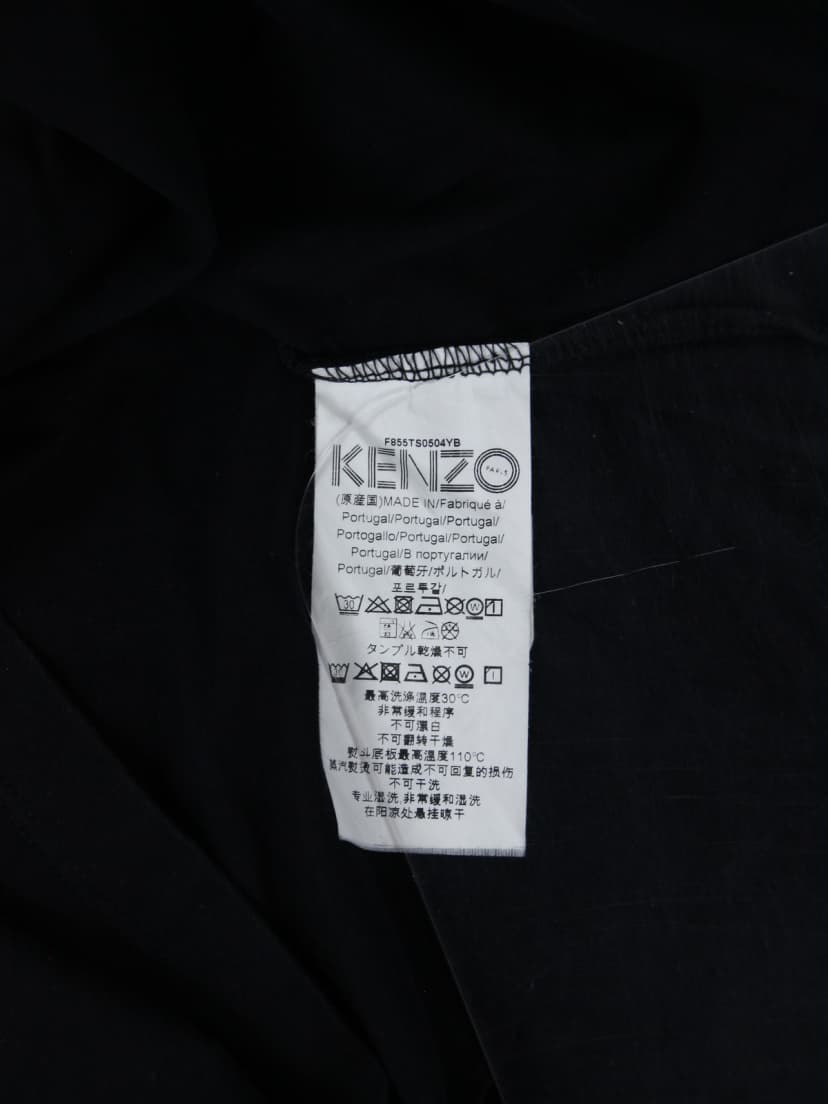 F855TS0504YB
KENZO
PARIS
(原産国)MADE IN/Fabriqué à/
Portugal/Portugal/Portugal/
Portogallo/Portugal/Portugal/
Portugal/В португалии/
Portugal/葡萄牙/ポルトガル/
포르투갈/
30 W
タンブル乾燥不可
30 W
最高洗涤温度30°C
非常缓和程序
不可漂白
不可翻转干燥
熨斗底板最高温度110°C
蒸汽熨烫可能造成不可回复的损伤
不可干洗
专业湿洗,非常缓和湿洗
在阴凉处悬挂晾干